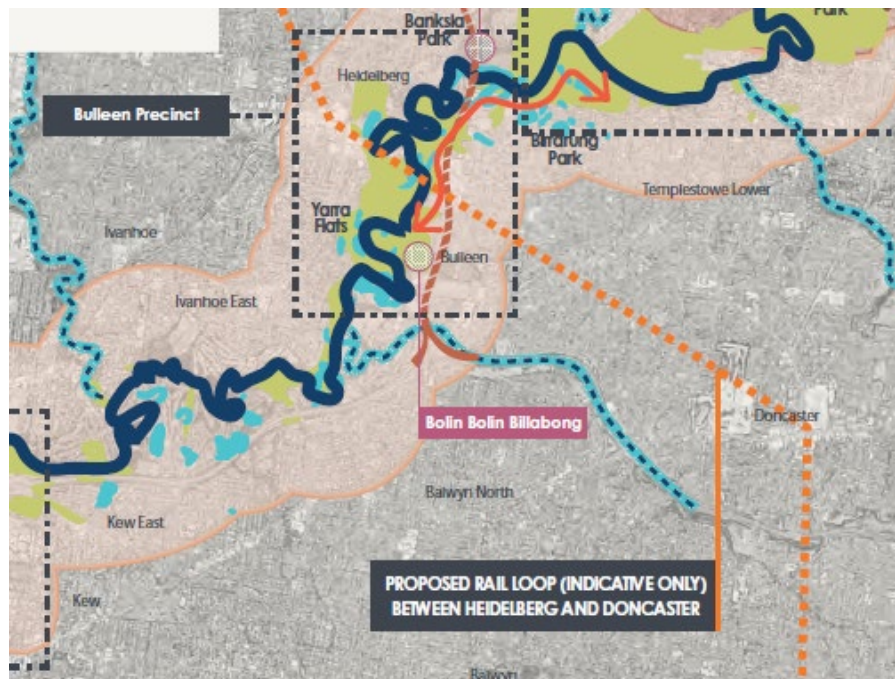 Banksia
Park
Park
Heidelberg
Bulleen Precinct
Birrarung
Park
Templestowe Lower
Yarra
Flats
Ivanhoe
Bulleen
Ivanhoe East
Doncaster
Bolin Bolin Billabong
Balwyn North
Kew East
PROPOSED RAIL LOOP (INDICATIVE ONLY)
BETWEEN HEIDELBERG AND DONCASTER
Kew
Balwyn